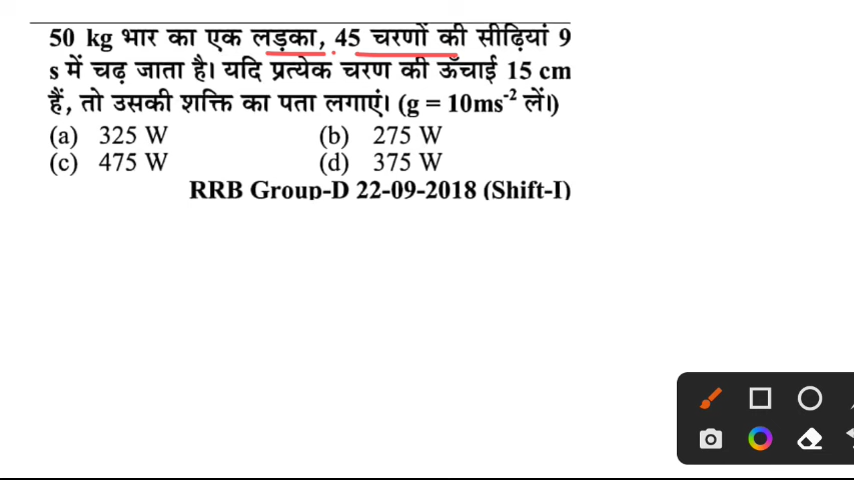 50 kg भार का एक लड़का, 45 चरणों की सीढ़ियां 9
s में चढ़ जाता है। यदि प्रत्येक चरण की ऊँचाई 15 cm
हैं, तो उसकी शक्ति का पता लगाएं। (g = 10ms⁻² लें।)
(a) 325 W (b) 275 W
(c) 475 W (d) 375 W
RRB Group-D 22-09-2018 (Shift-I)